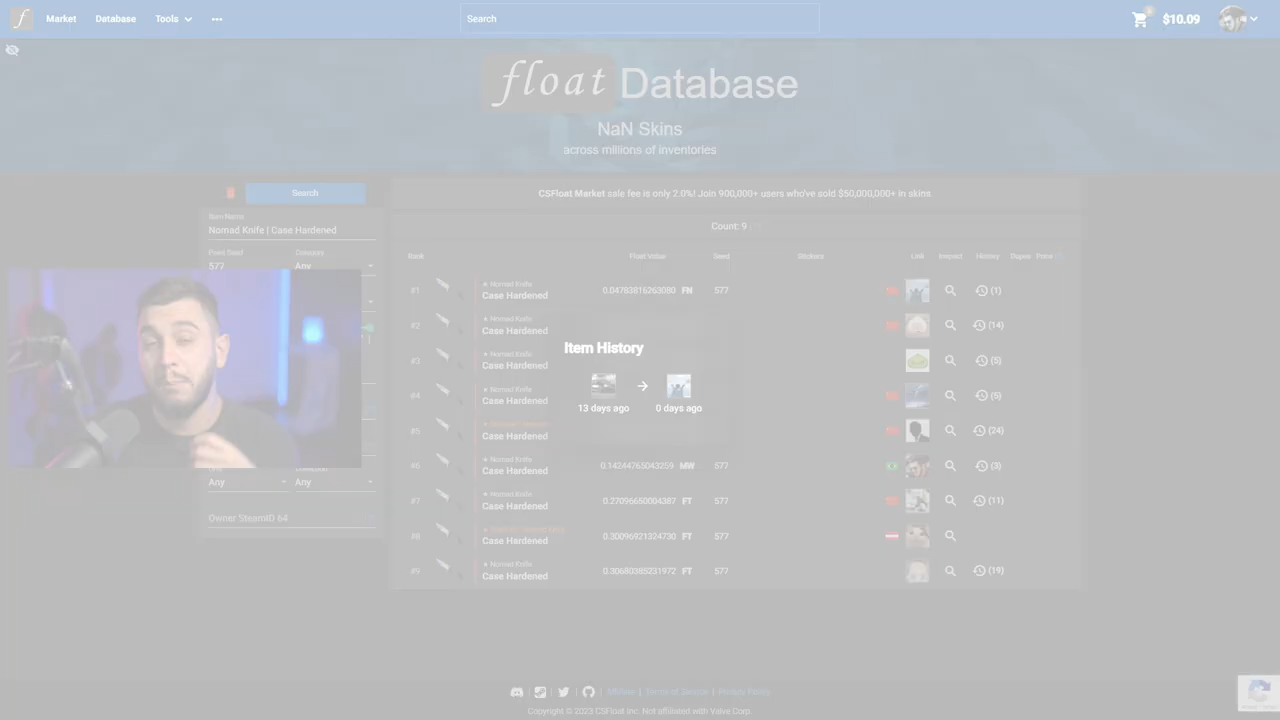 f Market Database Tools ••• Search $10.09
float Database
NaN Skins
across millions of inventories
Search
CSFloat Market sale fee is only 2.0%! Join 900,000+ users who've sold $50,000,000+ in skins
Item Name
Nomad Knife | Case Hardened
Count: 9
Paint Seed Category
577 Any
Rank Float Value Seed Stickers Link Inspect History Dupes
#1 ★ Nomad Knife
Case Hardened 0.04783816263080 FN 577 (1)
#2 ★ Nomad Knife
Case Hardened (14)
#3 ★ Nomad Knife
Case Hardened (5)
Item History
13 days ago → 0 days ago
#4 ★ Nomad Knife
Case Hardened (5)
#5
Case Hardened (24)
#6 ★ Nomad Knife
Case Hardened 0.14244765043259 MW 577 (3)
Any Any
#7 ★ Nomad Knife
Case Hardened 0.27096650004387 FT 577 (11)
Owner SteamID 64
#8
Case Hardened 0.30096921324730 FT 577
#9 ★ Nomad Knife
Case Hardened 0.30680385231972 FT 577 (19)
| | | | | Terms of Service | Privacy Policy
Copyright © 2023 CSFloat Inc. Not affiliated with Valve Corp.